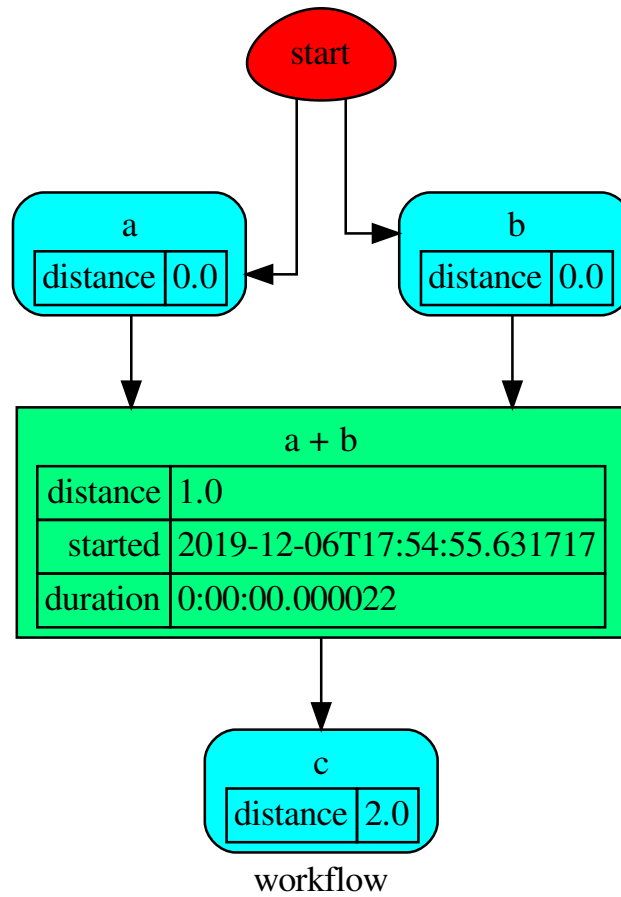 start
a
distance 0.0
b
distance 0.0
a + b
distance 1.0
started 2019-12-06T17:54:55.631717
duration 0:00:00.000022
c
distance 2.0
workflow